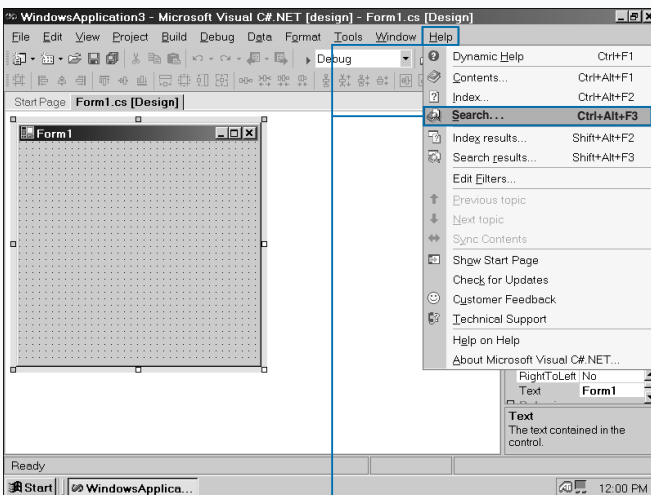 WindowsApplication3 - Microsoft Visual C#.NET [design] - Form1.cs [Design]
File Edit View Project Build Debug Data Format Tools Window Help
Debug
Start Page Form1.cs [Design]
Form1
Dynamic Help Ctrl+F1
Contents... Ctrl+Alt+F1
Index... Ctrl+Alt+F2
Search... Ctrl+Alt+F3
Index results... Shift+Alt+F2
Search results... Shift+Alt+F3
Edit Filters...
Previous topic
Next topic
Sync Contents
Show Start Page
Check for Updates
Customer Feedback
Technical Support
Help on Help
About Microsoft Visual C#.NET...
RightToLeft No
Text Form1
Text
The text contained in the
control.
Ready
Start WindowsApplica... 12:00 PM